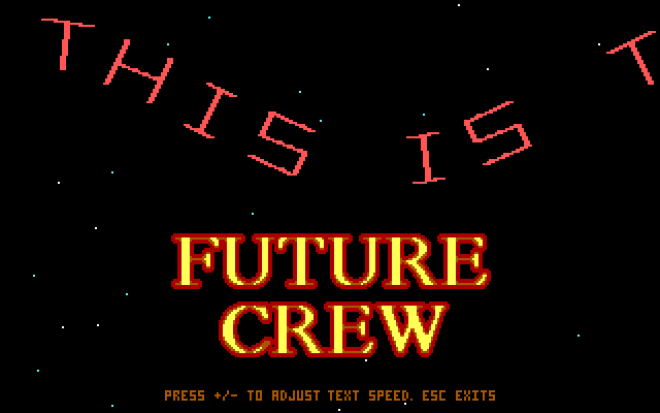 THIS IS T
FUTURE
CREW
PRESS +/- TO ADJUST TEXT SPEED. ESC EXITS